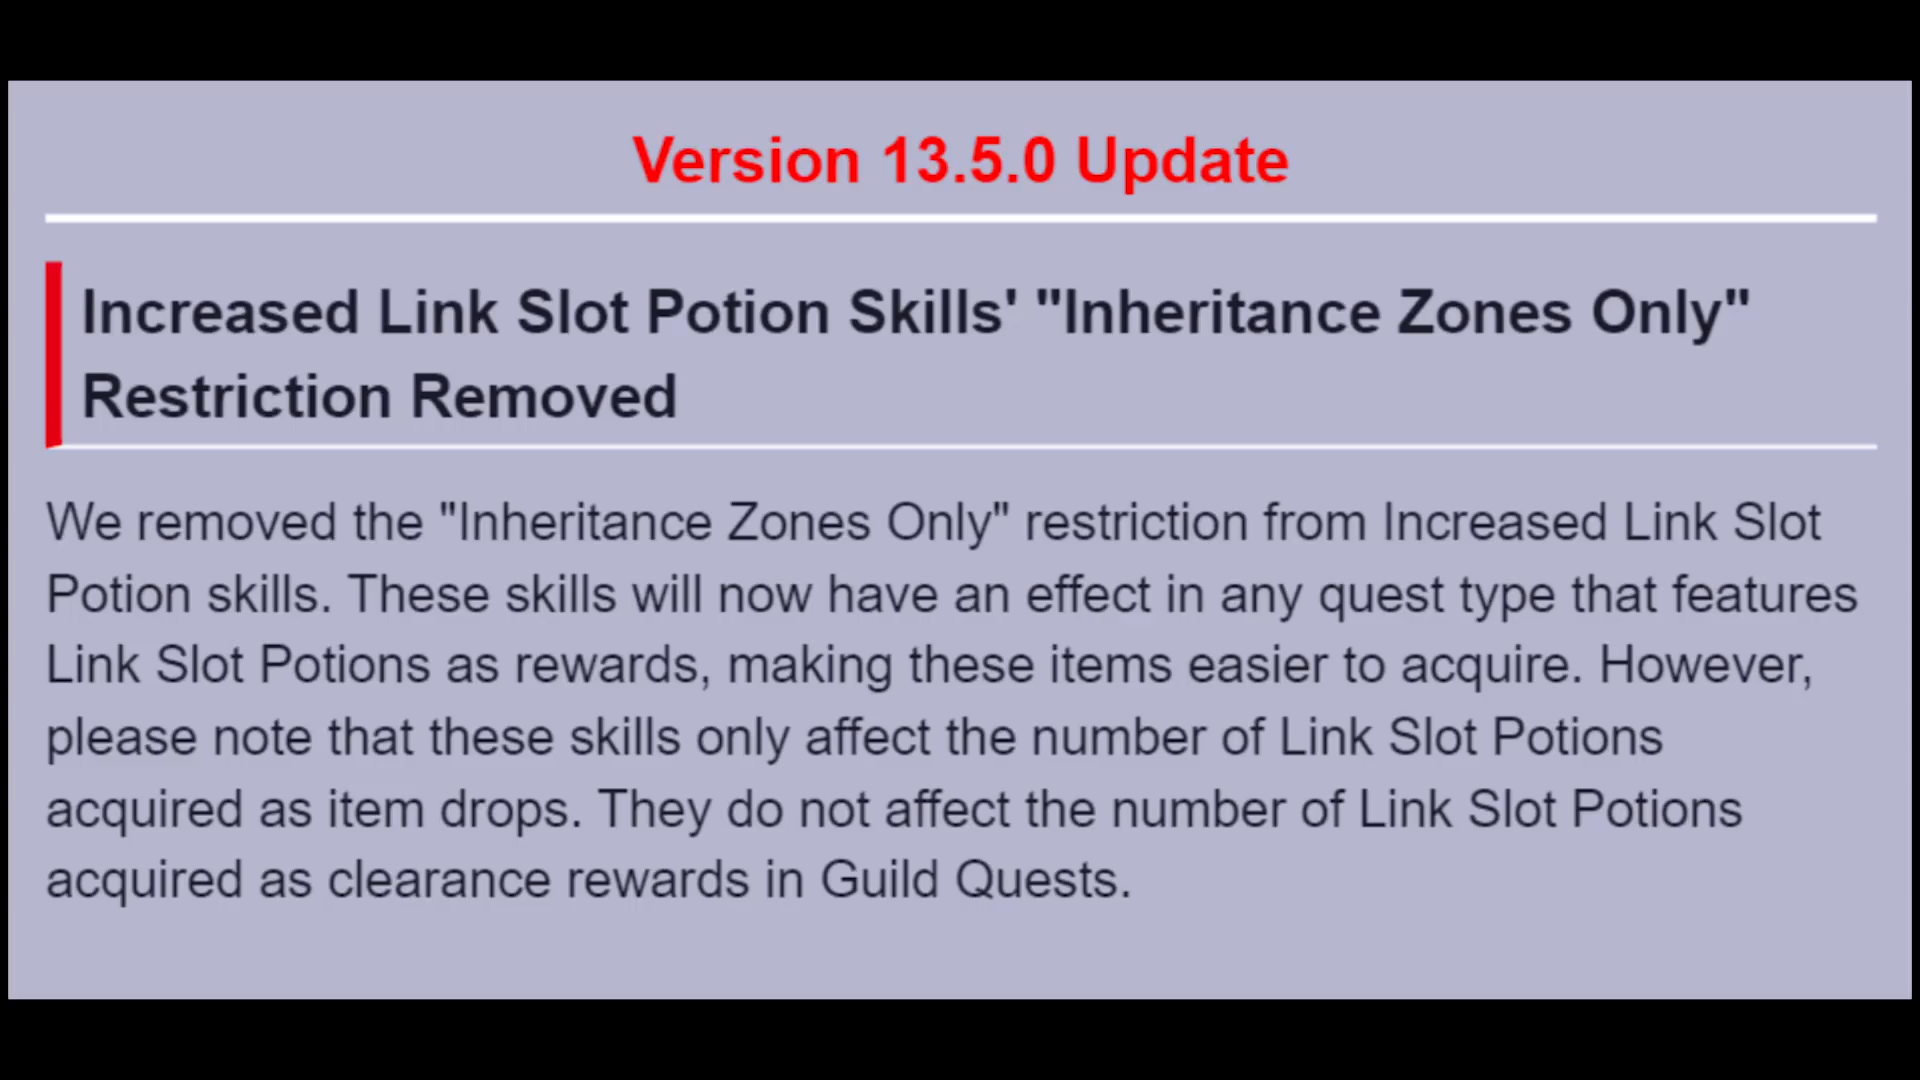 Version 13.5.0 Update
Increased Link Slot Potion Skills' "Inheritance Zones Only"
Restriction Removed
We removed the "Inheritance Zones Only" restriction from Increased Link Slot
Potion skills. These skills will now have an effect in any quest type that features
Link Slot Potions as rewards, making these items easier to acquire. However,
please note that these skills only affect the number of Link Slot Potions
acquired as item drops. They do not affect the number of Link Slot Potions
acquired as clearance rewards in Guild Quests.